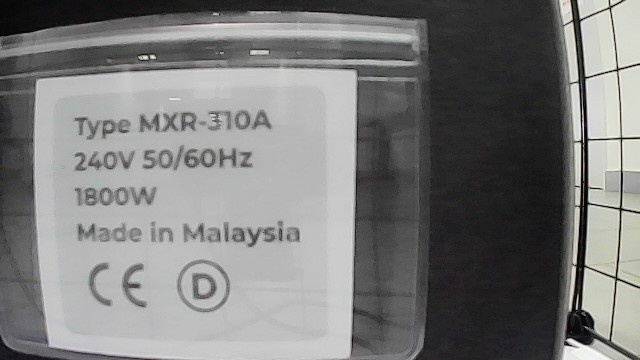 Type MXR-310A
240V 50/60Hz
1800W
Made in Malaysia
CE D